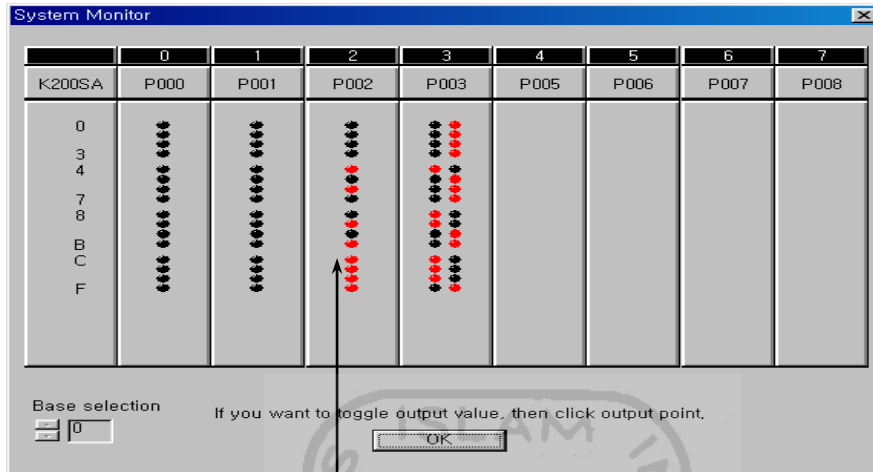 System Monitor
0 1 2 3 4 5 6 7
K200SA P000 P001 P002 P003 P005 P006 P007 P008
0
3
4
7
8
B
C
F
Base selection
0
If you want to toggle output value, then click output point,
OK
ISLAM